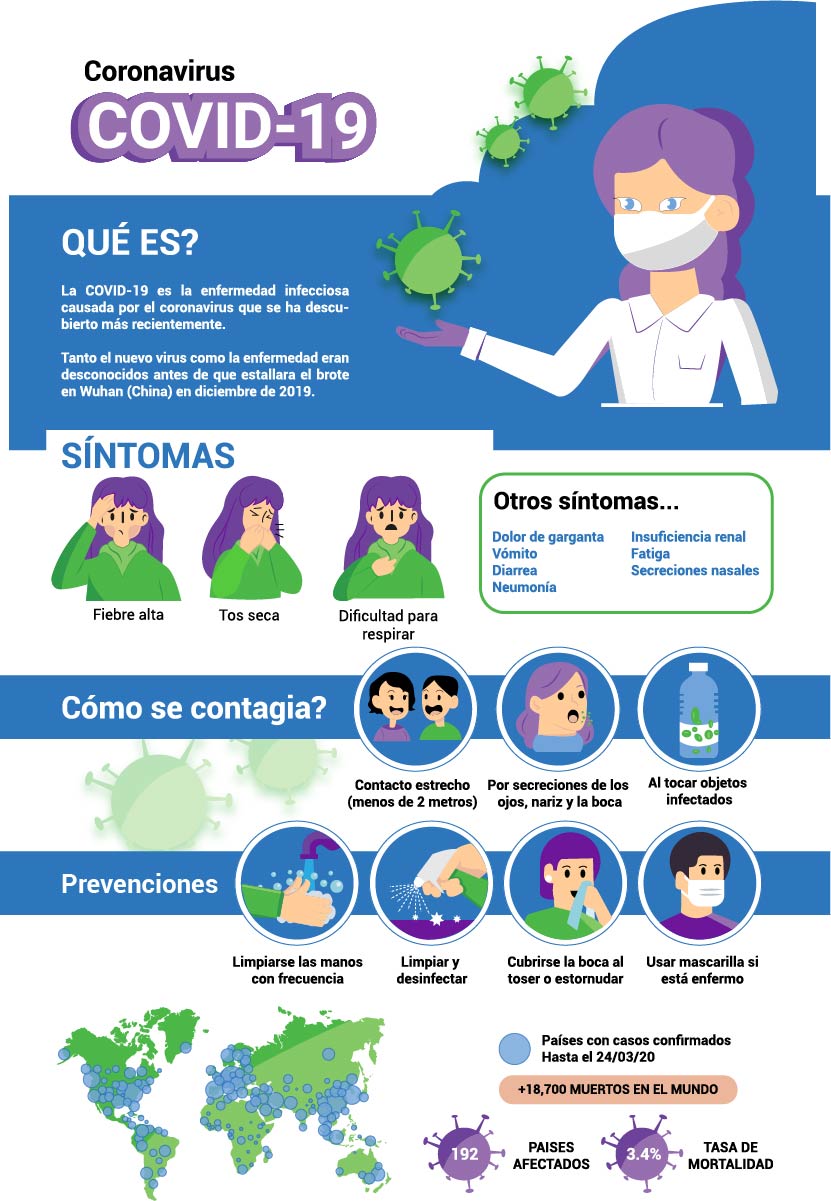 Coronavirus
COVID-19
QUÉ ES?
La COVID-19 es la enfermedad infecciosa
causada por el coronavirus que se ha descu-
bierto más recientemente.
Tanto el nuevo virus como la enfermedad eran
desconocidos antes de que estallara el brote
en Wuhan (China) en diciembre de 2019.
SÍNTOMAS
Fiebre alta
Tos seca
Dificultad para
respirar
Otros síntomas...
Dolor de garganta
Vómito
Diarrea
Neumonía
Insuficiencia renal
Fatiga
Secreciones nasales
Cómo se contagia?
Contacto estrecho
(menos de 2 metros)
Por secreciones de los
ojos, nariz y la boca
Al tocar objetos
infectados
Prevenciones
Limpiarse las manos
con frecuencia
Limpiar y
desinfectar
Cubrirse la boca al
toser o estornudar
Usar mascarilla si
está enfermo
Países con casos confirmados
Hasta el 24/03/20
+18,700 MUERTOS EN EL MUNDO
192
PAISES
AFECTADOS
3.4%
TASA DE
MORTALIDAD